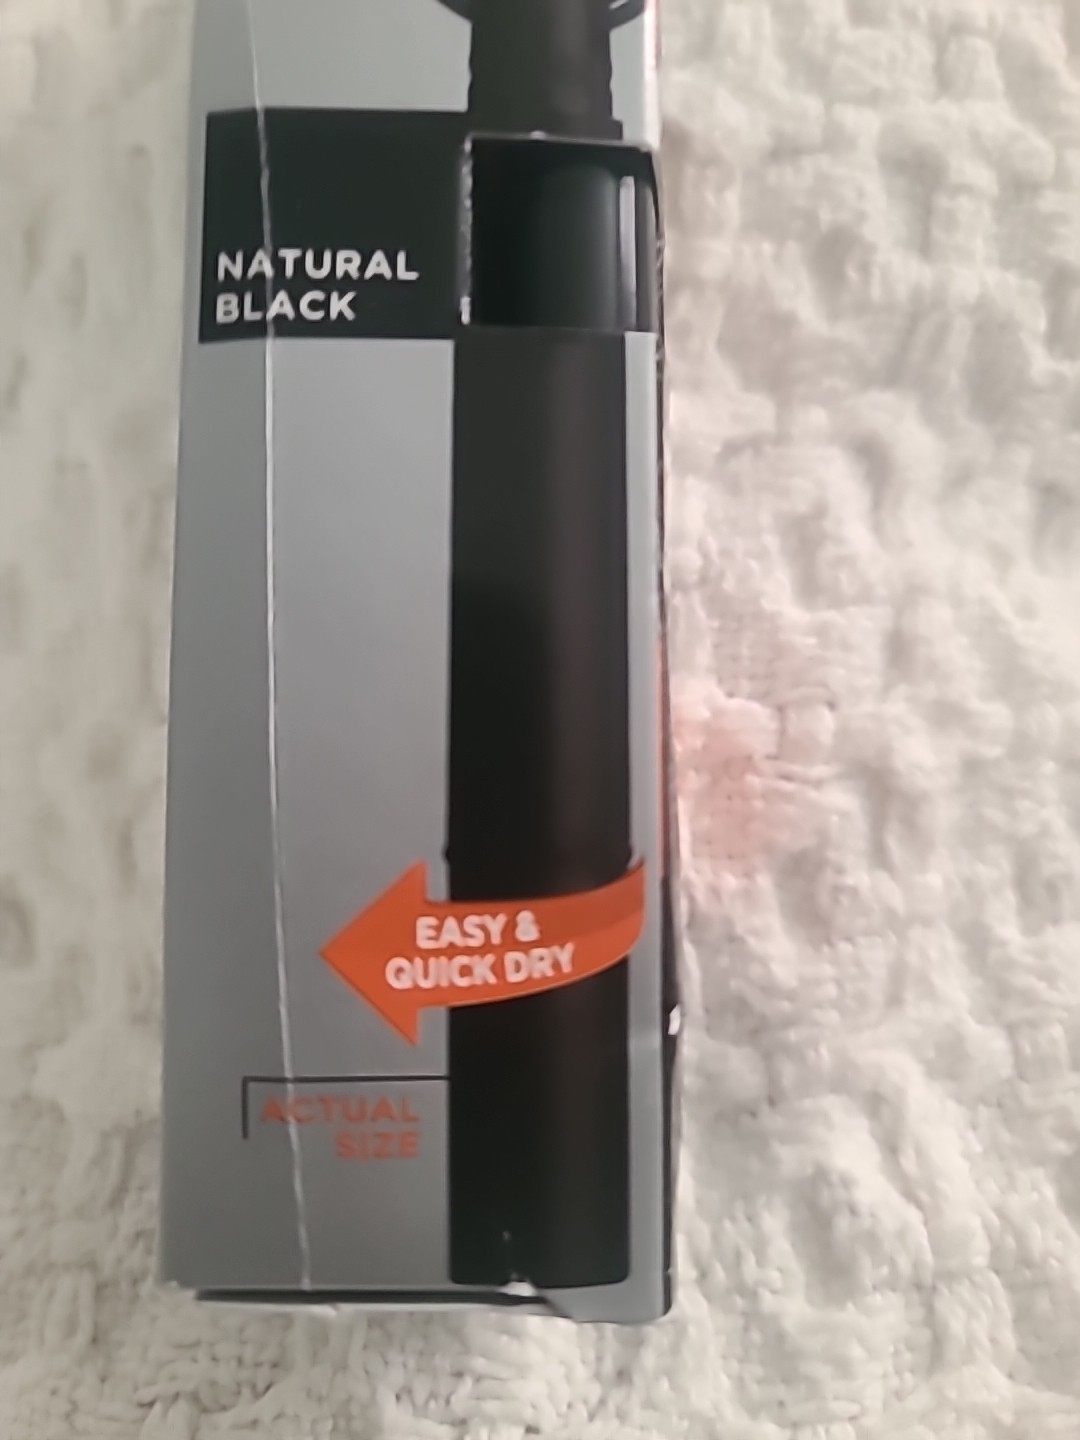 NATURAL
BLACK
EASY &
QUICK DRY
ACTUAL
SIZE